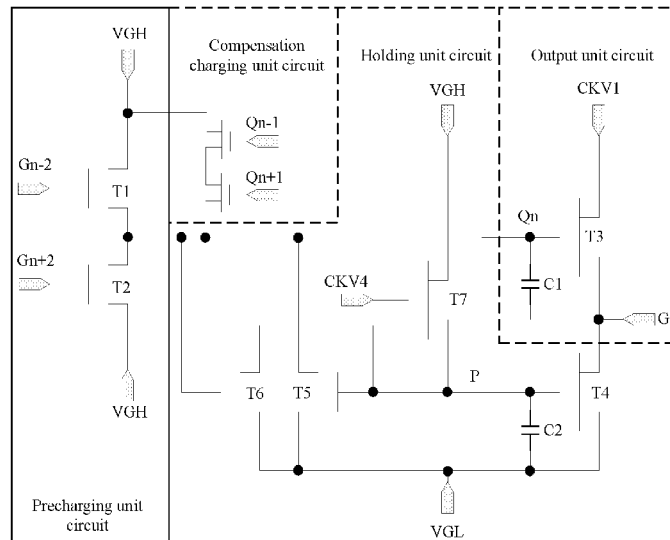 VGH
Compensation
charging unit circuit
Holding unit circuit
Output unit circuit
VGH
CKV1
Qn-1
Gn-2
T1
Qn+1
Qn
T3
Gn+2
T2
CKV4
T7
C1
G
P
T6
T5
T4
VGH
C2
Precharging unit
circuit
VGL